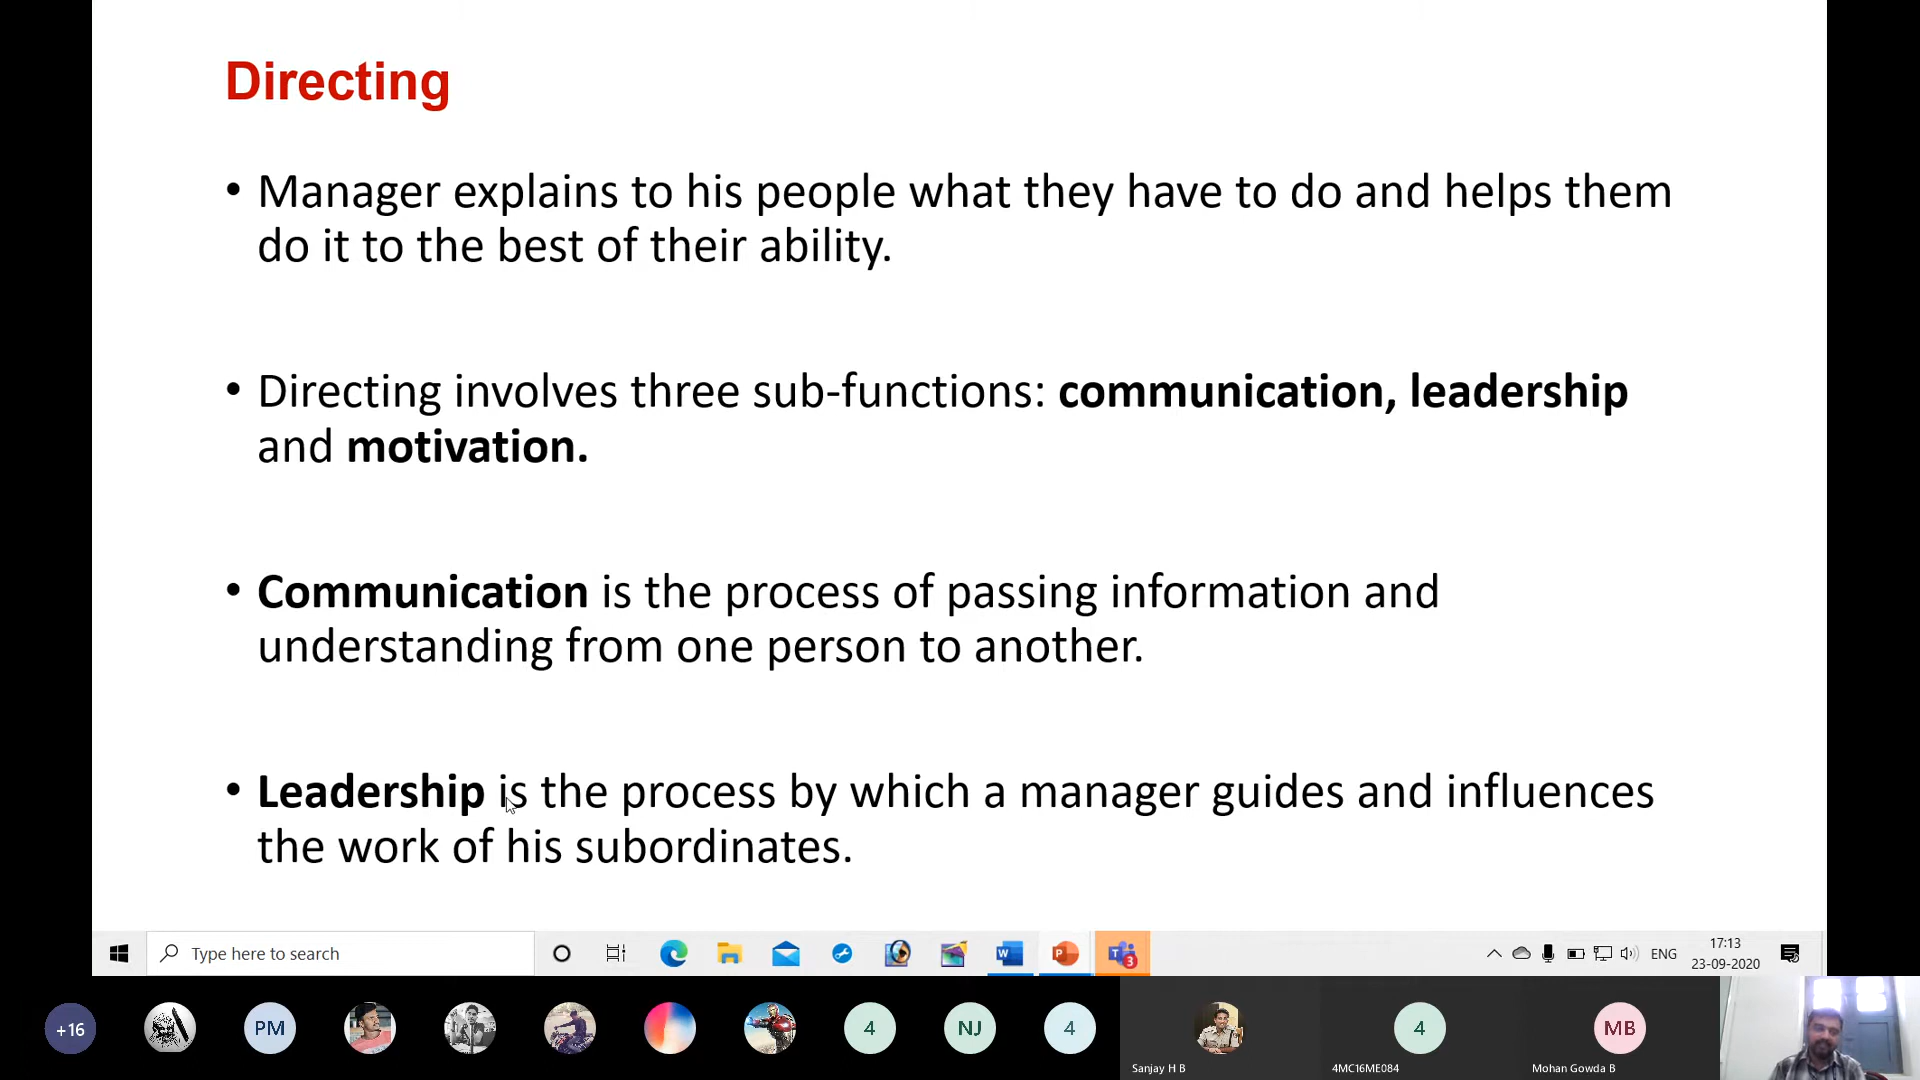 Directing
• Manager explains to his people what they have to do and helps them
do it to the best of their ability.
• Directing involves three sub-functions: communication, leadership
and motivation.
• Communication is the process of passing information and
understanding from one person to another.
• Leadership is the process by which a manager guides and influences
the work of his subordinates.
Type here to search
ENG
17:13
23-09-2020
+16
PM
4
NJ
4
4
MB
Sanjay H B
4MC16ME084
Mohan Gowda B